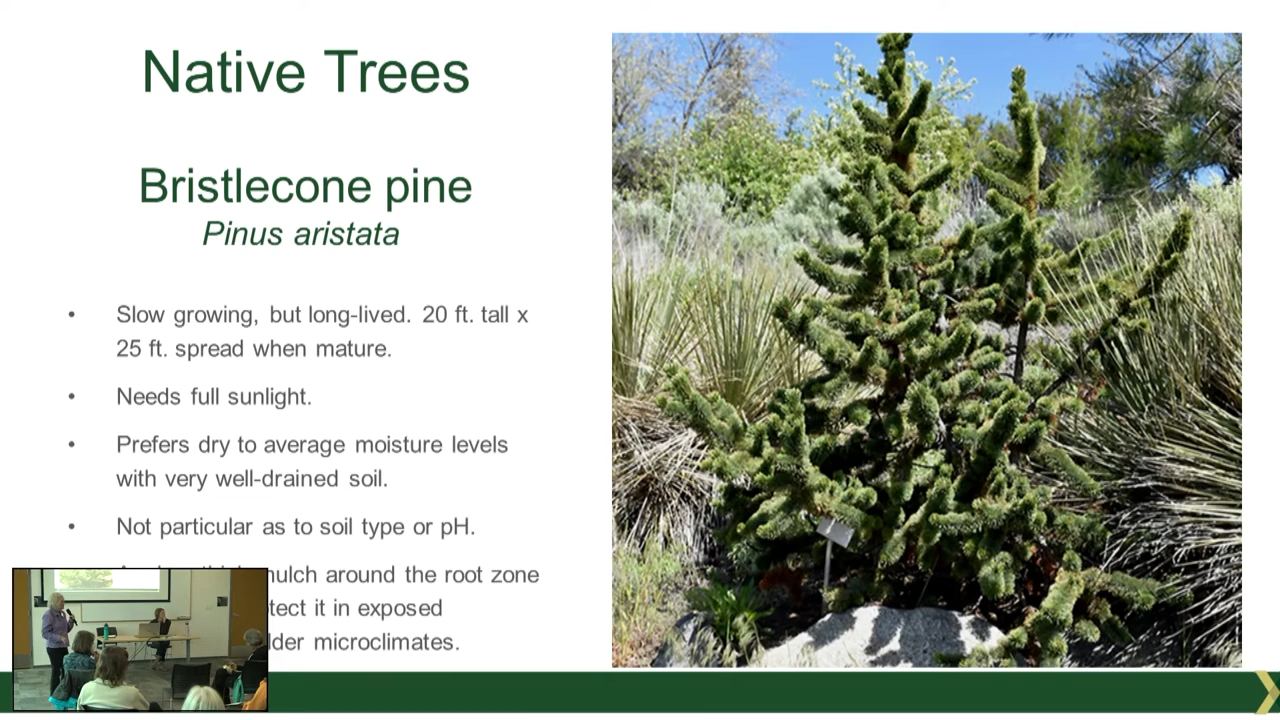 Native Trees
Bristlecone pine
Pinus aristata
• Slow growing, but long-lived. 20 ft. tall x
25 ft. spread when mature.
• Needs full sunlight.
• Prefers dry to average moisture levels
with very well-drained soil.
• Not particular as to soil type or pH.
mulch around the root zone
it in exposed
microclimates.